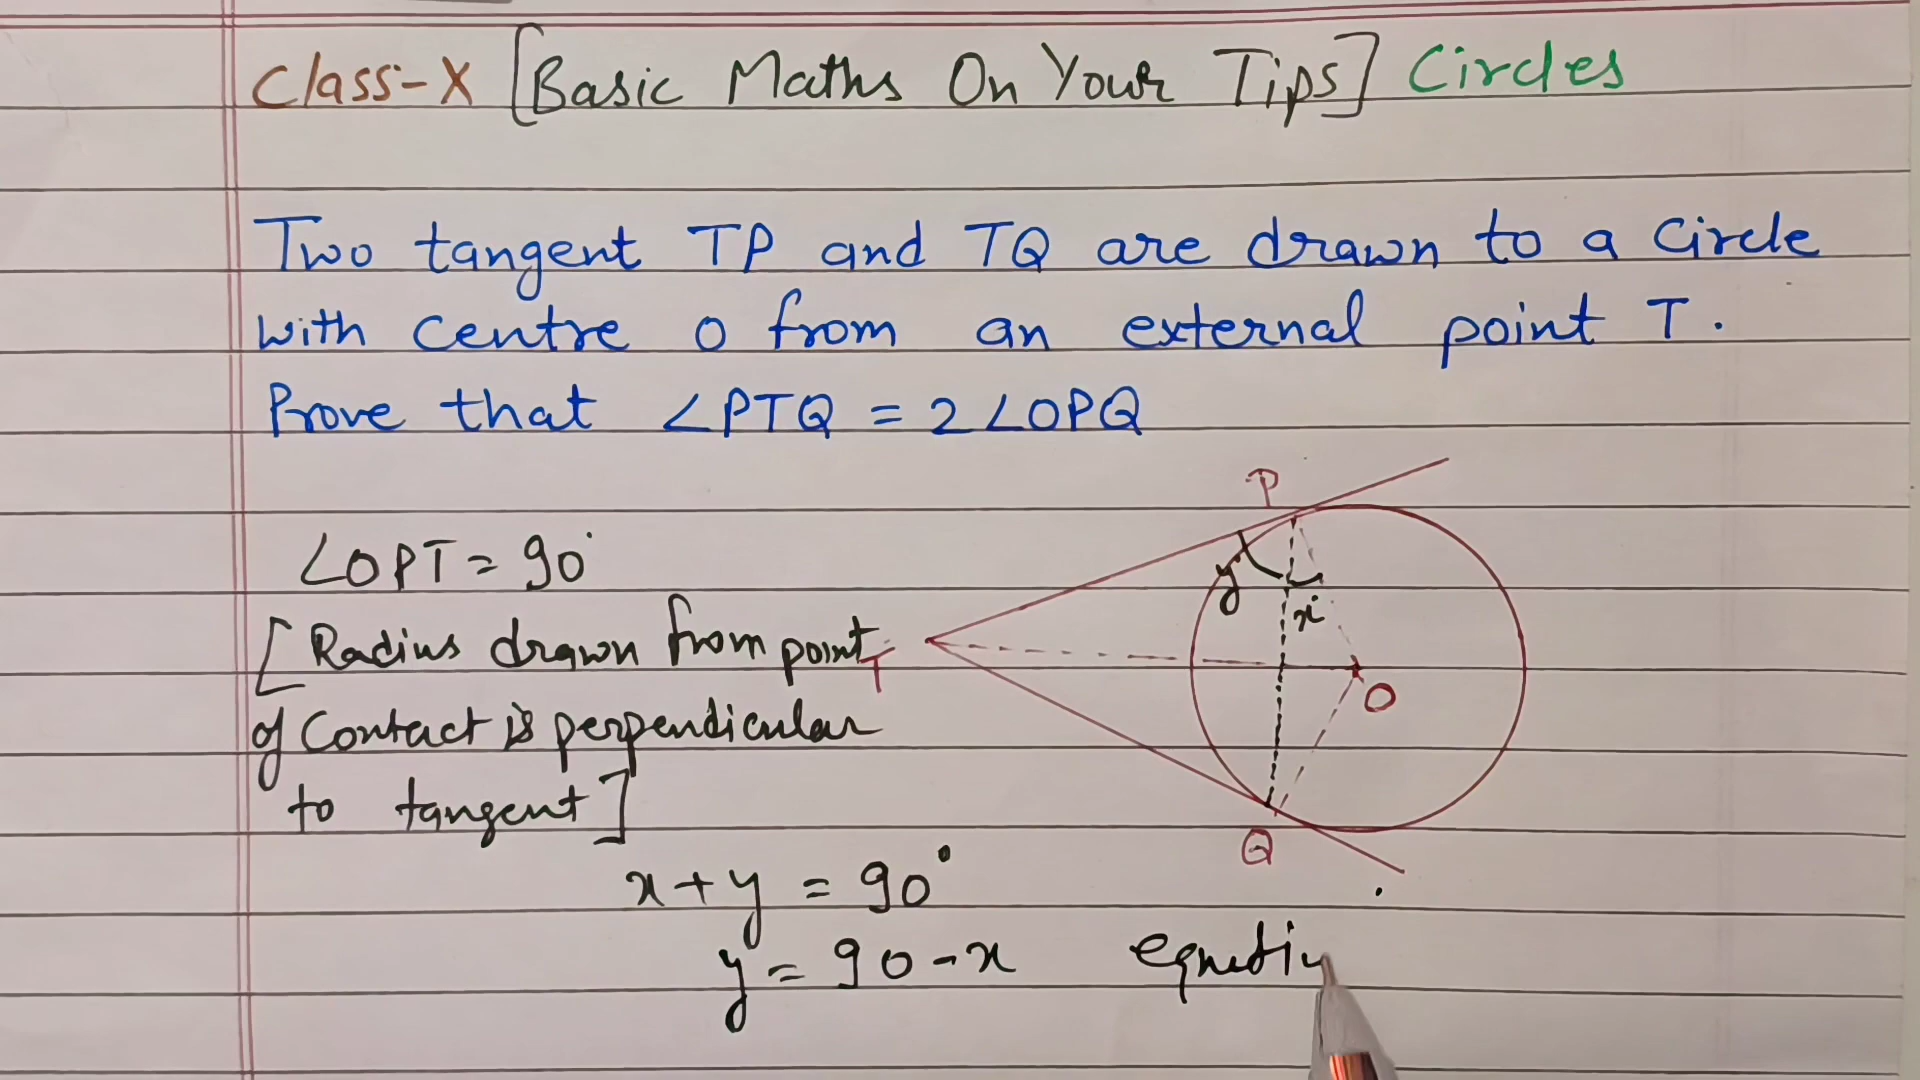 Class-X [Basic Maths On Your Tips] Circles
Two tangent TP and TQ are drawn to a Circle
with centre O from an external point T.
Prove that ∠PTQ = 2∠OPQ
P
∠OPT = 90°
y
x
[Radius drawn from point
T
of Contact is perpendicular
O
to tangent]
Q
x+y = 90°
y = 90-x equatio